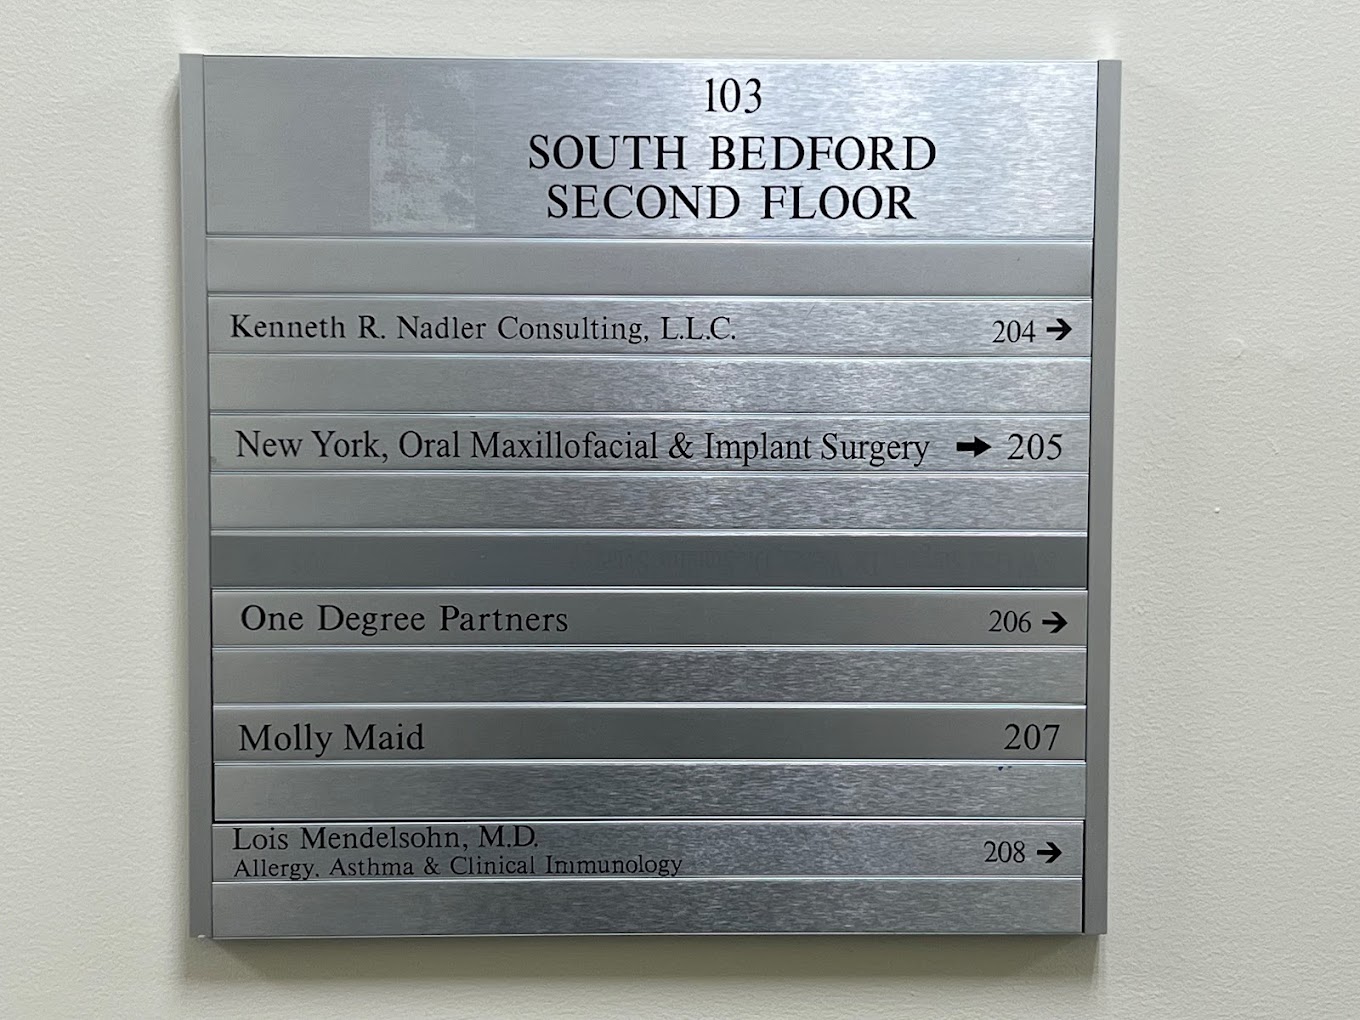 103
SOUTH BEDFORD
SECOND FLOOR
Kenneth R. Nadler Consulting, L.L.C. 204 →
New York, Oral Maxillofacial & Implant Surgery → 205
One Degree Partners 206 →
Molly Maid 207
Lois Mendelsohn, M.D.
Allergy, Asthma & Clinical Immunology 208 →